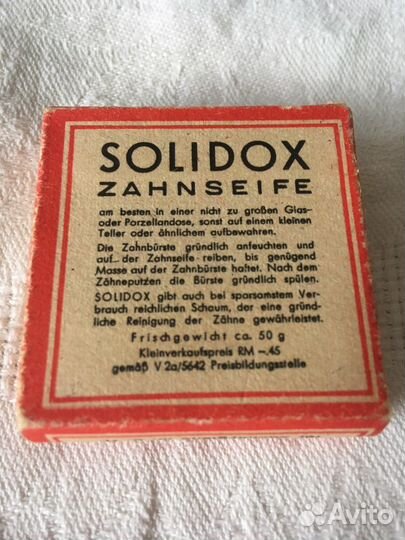 SOLIDOX
ZAHNSEIFE
am besten in einer nicht zu großen Glas-
oder Porzellandose, sonst auf einem kleinen
Teller oder ähnlichem aufbewahren.
Die Zahnbürste gründlich anfeuchten und
auf der Zahnseife reiben, bis genügend
Masse auf der Zahnbürste haftet. Nach dem
Zähneputzen die Bürste gründlich spülen.
SOLIDOX gibt auch bei sparsamstem Ver-
brauch reichlichen Schaum, der eine gründ-
liche Reinigung der Zähne gewährleistet.
Frischgewicht ca. 50 g
Kleinverkaufspreis RM –.45
gemäß V 2a/5642 Preisbildungsstelle
Avito